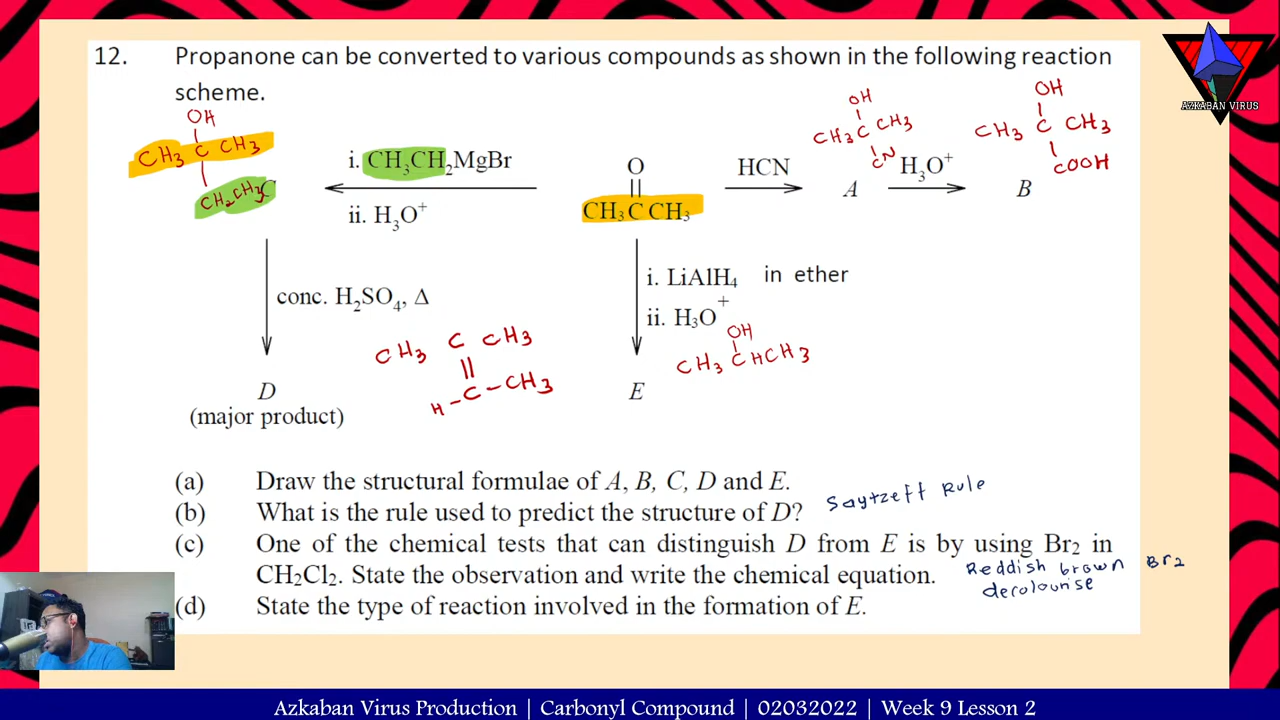 12. Propanone can be converted to various compounds as shown in the following reaction
scheme.
AZKABAN VIRUS
OH
CH3 C CH3
CH2CH3
C
i. CH₃CH₂MgBr
ii. H₃O⁺
O
CH₃ C CH₃
HCN
OH
CH3 C CH3
CN
A
H₃O⁺
OH
CH3 C CH3
COOH
B
conc. H₂SO₄, Δ
i. LiAlH₄ in ether
ii. H₃O⁺
CH3 C CH3
H - C - CH3
OH
CH3 CHCH3
D
(major product)
E
(a) Draw the structural formulae of A, B, C, D and E.
(b) What is the rule used to predict the structure of D?
Saytzeff Rule
(c) One of the chemical tests that can distinguish D from E is by using Br₂ in
CH₂Cl₂. State the observation and write the chemical equation.
Reddish brown Br2
decolourise
(d) State the type of reaction involved in the formation of E.
Azkaban Virus Production | Carbonyl Compound | 02032022 | Week 9 Lesson 2